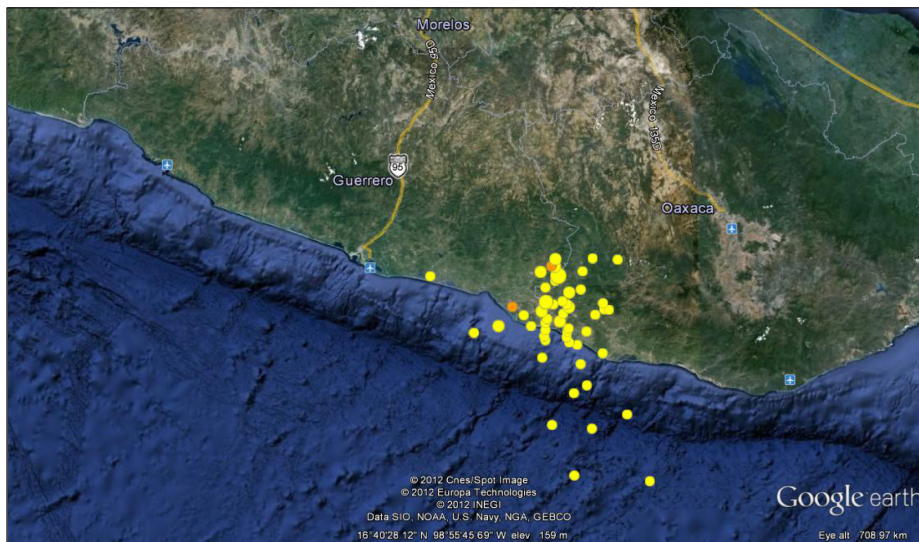 Morelos
Mexico 95D
Mexico 135D
95
Guerrero
Oaxaca
© 2012 Cnes/Spot Image
© 2012 Europa Technologies
© 2012 INEGI
Data SIO, NOAA, U.S. Navy, NGA, GEBCO
Google earth
16°40'28 12" N 98°55'45 69" W elev 159 m
Eye alt 708 97 km